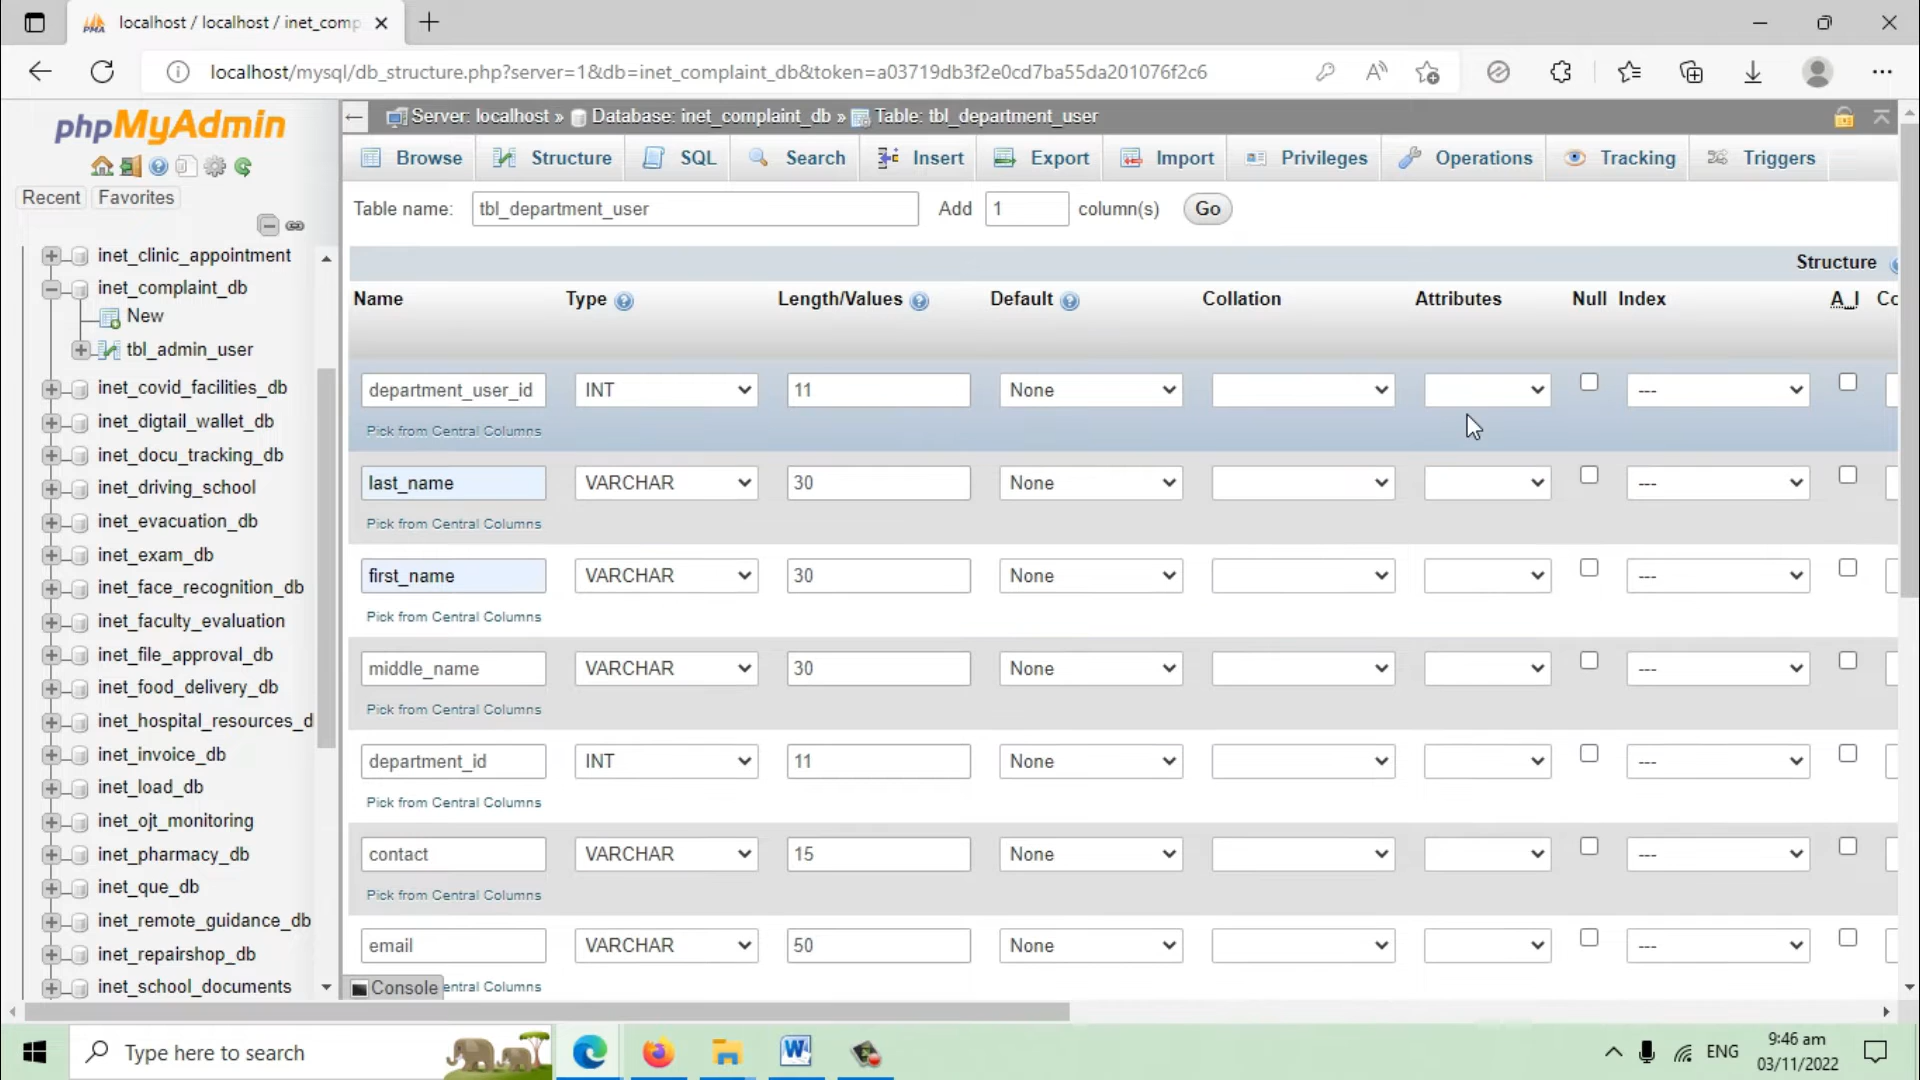 localhost / localhost / inet_comp
localhost/mysql/db_structure.php?server=1&db=inet_complaint_db&token=a03719db3f2e0cd7ba55da201076f2c6
phpMyAdmin
Recent Favorites
inet_clinic_appointment
inet_complaint_db
New
tbl_admin_user
inet_covid_facilities_db
inet_digtail_wallet_db
inet_docu_tracking_db
inet_driving_school
inet_evacuation_db
inet_exam_db
inet_face_recognition_db
inet_faculty_evaluation
inet_file_approval_db
inet_food_delivery_db
inet_hospital_resources_d
inet_invoice_db
inet_load_db
inet_ojt_monitoring
inet_pharmacy_db
inet_que_db
inet_remote_guidance_db
inet_repairshop_db
inet_school_documents
Server: localhost » Database: inet_complaint_db » Table: tbl_department_user
Browse Structure SQL Search Insert Export Import Privileges Operations Tracking Triggers
Table name: tbl_department_user Add 1 column(s) Go
Structure
Name Type Length/Values Default Collation Attributes Null Index A_I Co
department_user_id INT 11 None ---
Pick from Central Columns
last_name VARCHAR 30 None ---
Pick from Central Columns
first_name VARCHAR 30 None ---
Pick from Central Columns
middle_name VARCHAR 30 None ---
Pick from Central Columns
department_id INT 11 None ---
Pick from Central Columns
contact VARCHAR 15 None ---
Pick from Central Columns
email VARCHAR 50 None ---
Console entral Columns
Type here to search
ENG
9:46 am
03/11/2022